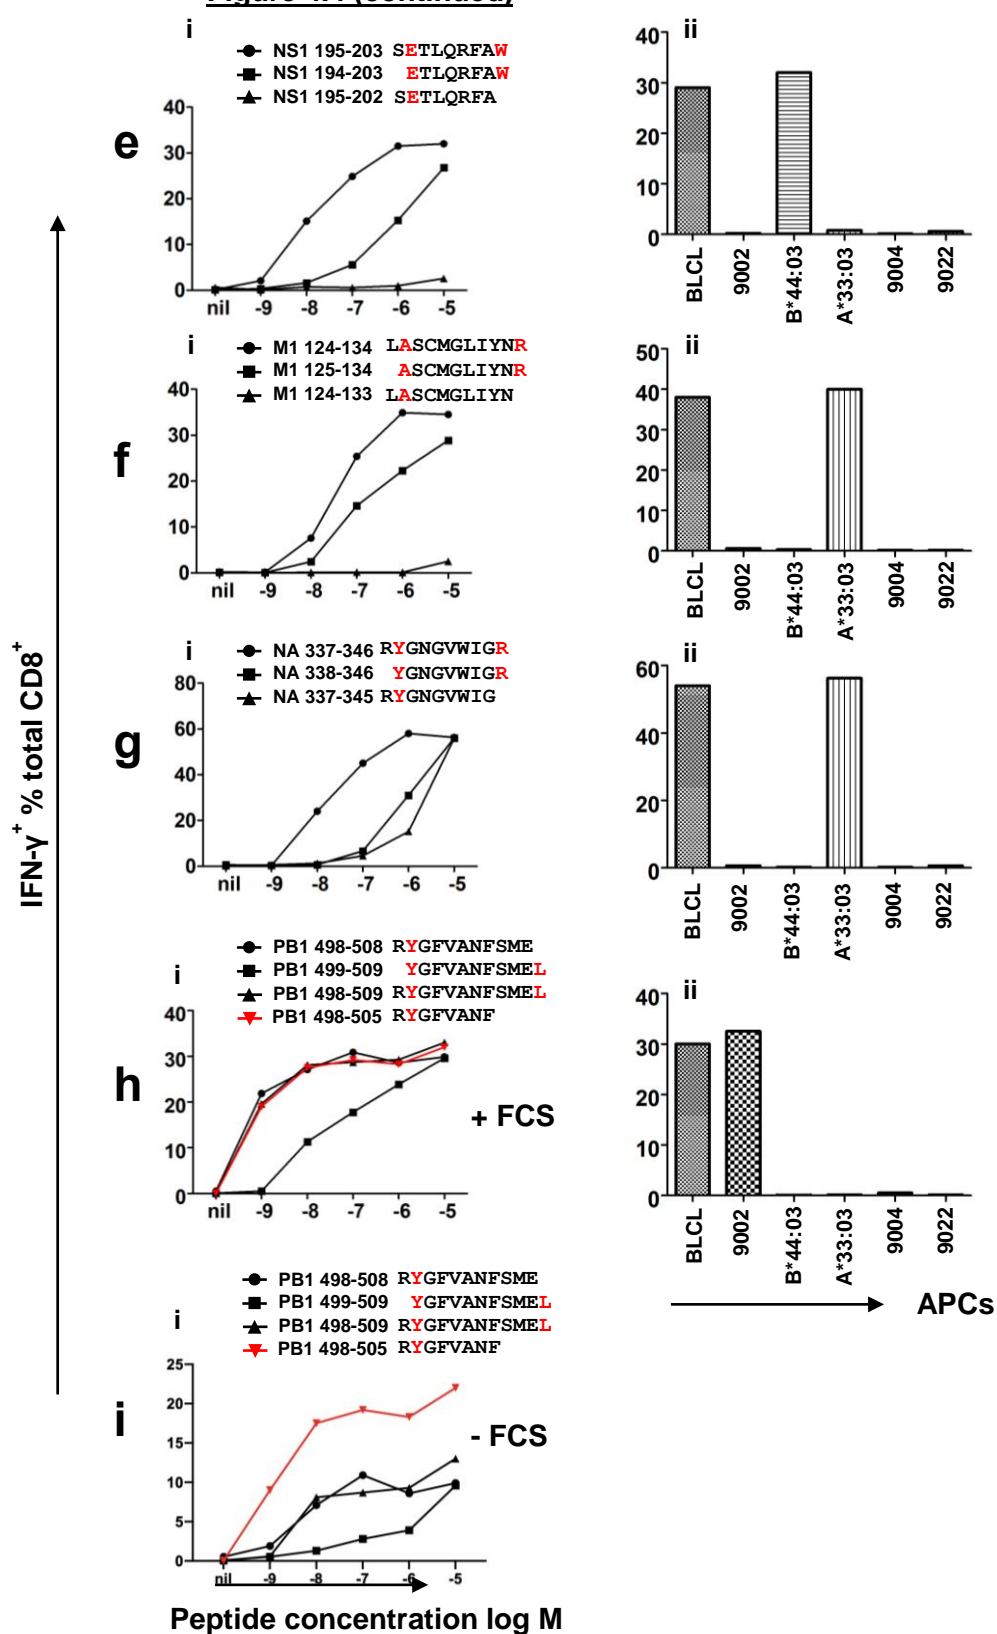 Figure 4.4 (continued)
IFN-γ+ % total CD8+
e
i
NS1 195-203 SETLQRFAW
NS1 194-203 ETLQRFAW
NS1 195-202 SETLQRFA
40
30
20
10
0
nil -9 -8 -7 -6 -5
ii
40
30
20
10
0
BLCL 9002 B*44:03 A*33:03 9004 9022
f
i
M1 124-134 LASCMGLIYNR
M1 125-134 ASCMGLIYNR
M1 124-133 LASCMGLIYN
40
30
20
10
0
nil -9 -8 -7 -6 -5
ii
50
40
30
20
10
0
BLCL 9002 B*44:03 A*33:03 9004 9022
g
i
NA 337-346 RYGNGVWIGR
NA 338-346 YGNGVWIGR
NA 337-345 RYGNGVWIG
80
60
40
20
0
nil -9 -8 -7 -6 -5
ii
60
40
20
0
BLCL 9002 B*44:03 A*33:03 9004 9022
h
i
PB1 498-508 RYGFVANFSME
PB1 499-509 YGFVANFSMEL
PB1 498-509 RYGFVANFSMEL
PB1 498-505 RYGFVANF
40
30
20
10
0
nil -9 -8 -7 -6 -5
+ FCS
ii
40
30
20
10
0
BLCL 9002 B*44:03 A*33:03 9004 9022
APCs
i
i
PB1 498-508 RYGFVANFSME
PB1 499-509 YGFVANFSMEL
PB1 498-509 RYGFVANFSMEL
PB1 498-505 RYGFVANF
25
20
15
10
5
0
nil -9 -8 -7 -6 -5
- FCS
Peptide concentration log M